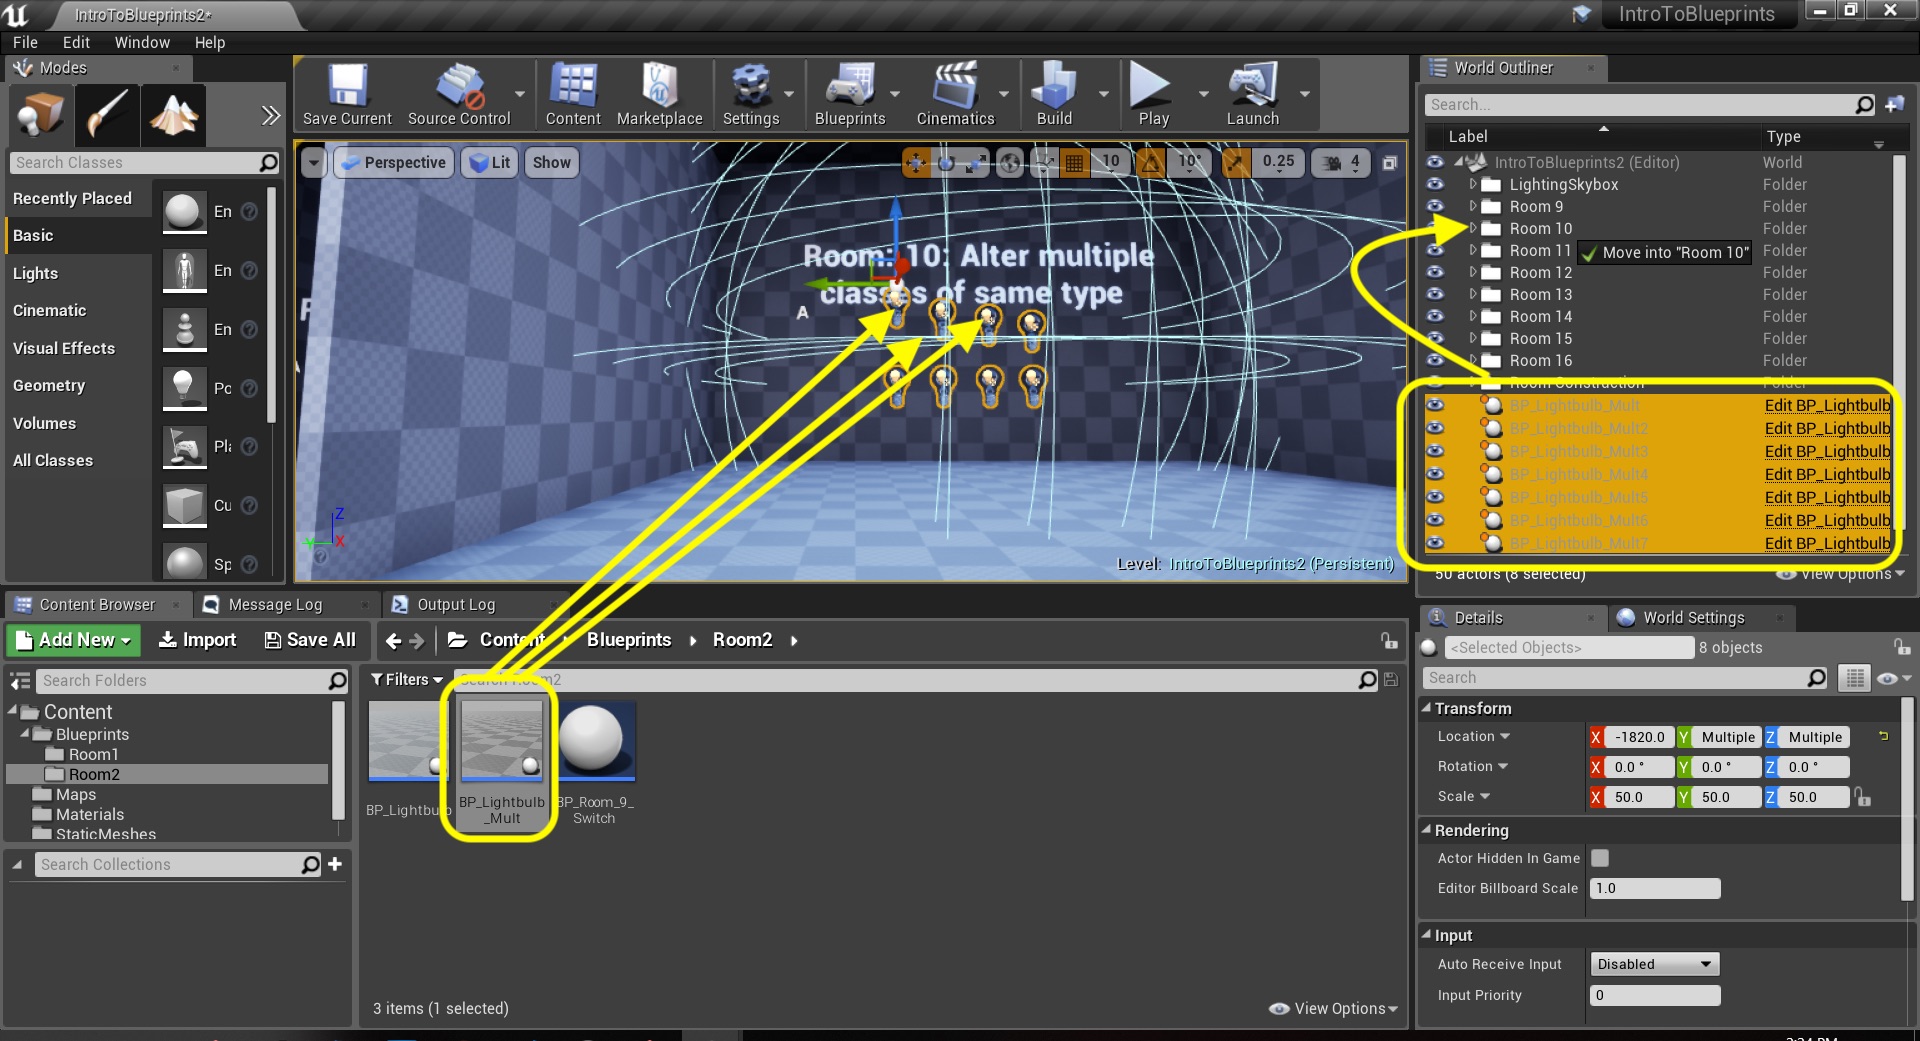 IntroToBlueprints2*
IntroToBlueprints
File Edit Window Help
Modes
Search Classes
Recently Placed
Basic
Lights
Cinematic
Visual Effects
Geometry
Volumes
All Classes
En
En
En
Po
Pla
Cu
Sp
Save Current Source Control Content Marketplace Settings Blueprints Cinematics Build Play Launch
Perspective Lit Show 10 10° 0.25 4
Room: 10: Alter multiple
classes of same type
A
Z
Y X
Level: IntroToBlueprints2 (Persistent)
World Outliner
Search...
Label Type
IntroToBlueprints2 (Editor) World
LightingSkybox Folder
Room 9 Folder
Room 10 Folder
Room 11 Folder
Move into "Room 10"
Room 12 Folder
Room 13 Folder
Room 14 Folder
Room 15 Folder
Room 16 Folder
Room Construction Folder
BP_Lightbulb_Mult Edit BP_Lightbulb
BP_Lightbulb_Mult2 Edit BP_Lightbulb
BP_Lightbulb_Mult3 Edit BP_Lightbulb
BP_Lightbulb_Mult4 Edit BP_Lightbulb
BP_Lightbulb_Mult5 Edit BP_Lightbulb
BP_Lightbulb_Mult6 Edit BP_Lightbulb
BP_Lightbulb_Mult7 Edit BP_Lightbulb
50 actors (8 selected) View Options
Content Browser Message Log Output Log
Add New Import Save All Content Blueprints Room2
Search Folders
Content
Blueprints
Room1
Room2
Maps
Materials
StaticMeshes
Search Collections
Filters Search Room2
BP_Lightbulb
BP_Lightbulb
_Mult
BP_Room_9_
Switch
3 items (1 selected) View Options
Details World Settings
<Selected Objects> 8 objects
Search
Transform
Location X -1820.0 Y Multiple Z Multiple
Rotation X 0.0 ° Y 0.0 ° Z 0.0 °
Scale X 50.0 Y 50.0 Z 50.0
Rendering
Actor Hidden In Game
Editor Billboard Scale 1.0
Input
Auto Receive Input Disabled
Input Priority 0